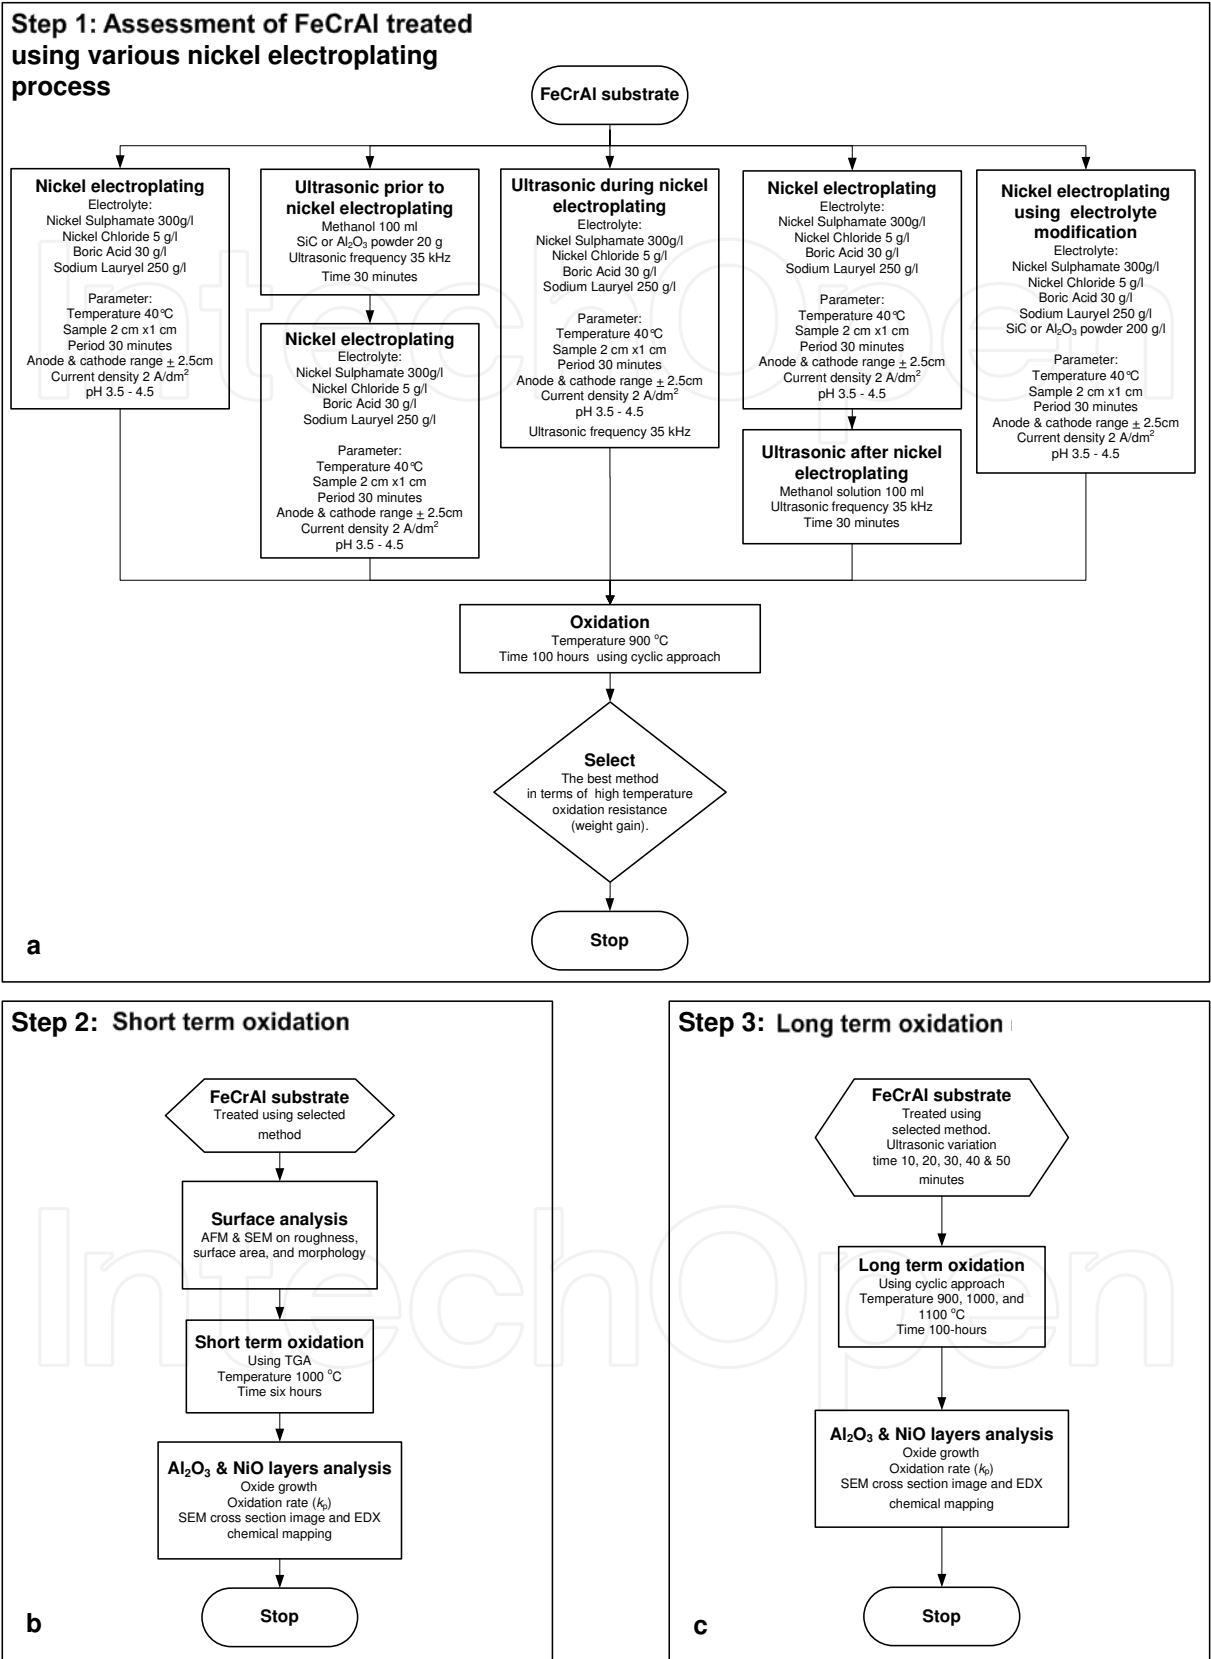 Step 1: Assessment of FeCrAl treated
using various nickel electroplating
process
FeCrAl substrate
Nickel electroplating
Electrolyte:
Nickel Sulphamate 300g/l
Nickel Chloride 5 g/l
Boric Acid 30 g/l
Sodium Lauryel 250 g/l
Parameter:
Temperature 40°C
Sample 2 cm x1 cm
Period 30 minutes
Anode & cathode range ± 2.5cm
Current density 2 A/dm²
pH 3.5 - 4.5
Ultrasonic prior to
nickel electroplating
Methanol 100 ml
SiC or Al₂O₃ powder 20 g
Ultrasonic frequency 35 kHz
Time 30 minutes
Nickel electroplating
Electrolyte:
Nickel Sulphamate 300g/l
Nickel Chloride 5 g/l
Boric Acid 30 g/l
Sodium Lauryel 250 g/l
Parameter:
Temperature 40°C
Sample 2 cm x1 cm
Period 30 minutes
Anode & cathode range ± 2.5cm
Current density 2 A/dm²
pH 3.5 - 4.5
Ultrasonic during nickel
electroplating
Electrolyte:
Nickel Sulphamate 300g/l
Nickel Chloride 5 g/l
Boric Acid 30 g/l
Sodium Lauryel 250 g/l
Parameter:
Temperature 40°C
Sample 2 cm x1 cm
Period 30 minutes
Anode & cathode range ± 2.5cm
Current density 2 A/dm²
pH 3.5 - 4.5
Ultrasonic frequency 35 kHz
Nickel electroplating
Electrolyte:
Nickel Sulphamate 300g/l
Nickel Chloride 5 g/l
Boric Acid 30 g/l
Sodium Lauryel 250 g/l
Parameter:
Temperature 40°C
Sample 2 cm x1 cm
Period 30 minutes
Anode & cathode range ± 2.5cm
Current density 2 A/dm²
pH 3.5 - 4.5
Ultrasonic after nickel
electroplating
Methanol solution 100 ml
Ultrasonic frequency 35 kHz
Time 30 minutes
Nickel electroplating
using electrolyte
modification
Electrolyte:
Nickel Sulphamate 300g/l
Nickel Chloride 5 g/l
Boric Acid 30 g/l
Sodium Lauryel 250 g/l
SiC or Al₂O₃ powder 200 g/l
Parameter:
Temperature 40°C
Sample 2 cm x1 cm
Period 30 minutes
Anode & cathode range ± 2.5cm
Current density 2 A/dm²
pH 3.5 - 4.5
Oxidation
Temperature 900 °C
Time 100 hours using cyclic approach
Select
The best method
in terms of high temperature
oxidation resistance
(weight gain).
Stop
a
Step 2: Short term oxidation
FeCrAl substrate
Treated using selected
method
Surface analysis
AFM & SEM on roughness,
surface area, and morphology
Short term oxidation
Using TGA
Temperature 1000 °C
Time six hours
Al₂O₃ & NiO layers analysis
Oxide growth
Oxidation rate (kₚ)
SEM cross section image and EDX
chemical mapping
Stop
b
Step 3: Long term oxidation
FeCrAl substrate
Treated using
selected method.
Ultrasonic variation
time 10, 20, 30, 40 & 50
minutes
Long term oxidation
Using cyclic approach
Temperature 900, 1000, and
1100 °C
Time 100-hours
Al₂O₃ & NiO layers analysis
Oxide growth
Oxidation rate (kₚ)
SEM cross section image and EDX
chemical mapping
Stop
c
IntechOpen
IntechOpen